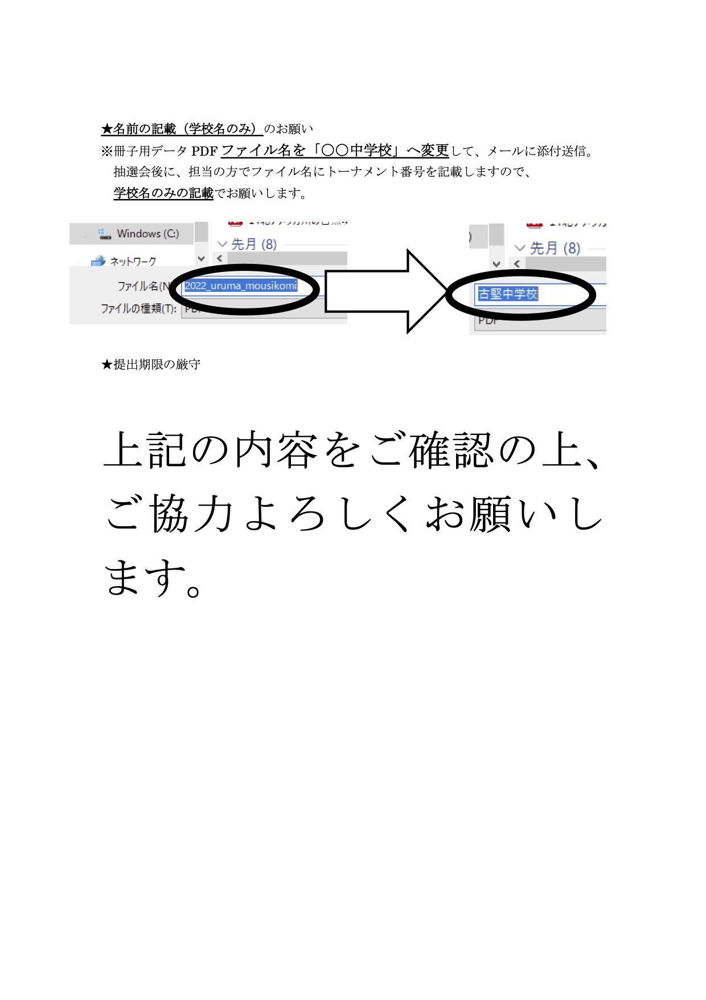 ★名前の記載（学校名のみ）のお願い
※冊子用データ PDF ファイル名を「〇〇中学校」へ変更して、メールに添付送信。
抽選会後に、担当の方でファイル名にトーナメント番号を記載しますので、
学校名のみの記載でお願いします。
Windows (C:)
ネットワーク
先月 (8)
ファイル名(N
2022_uruma_mousikomi
ファイルの種類(T):
)
先月 (8)
古堅中学校
PDF
★提出期限の厳守
上記の内容をご確認の上、
ご協力よろしくお願いし
ます。